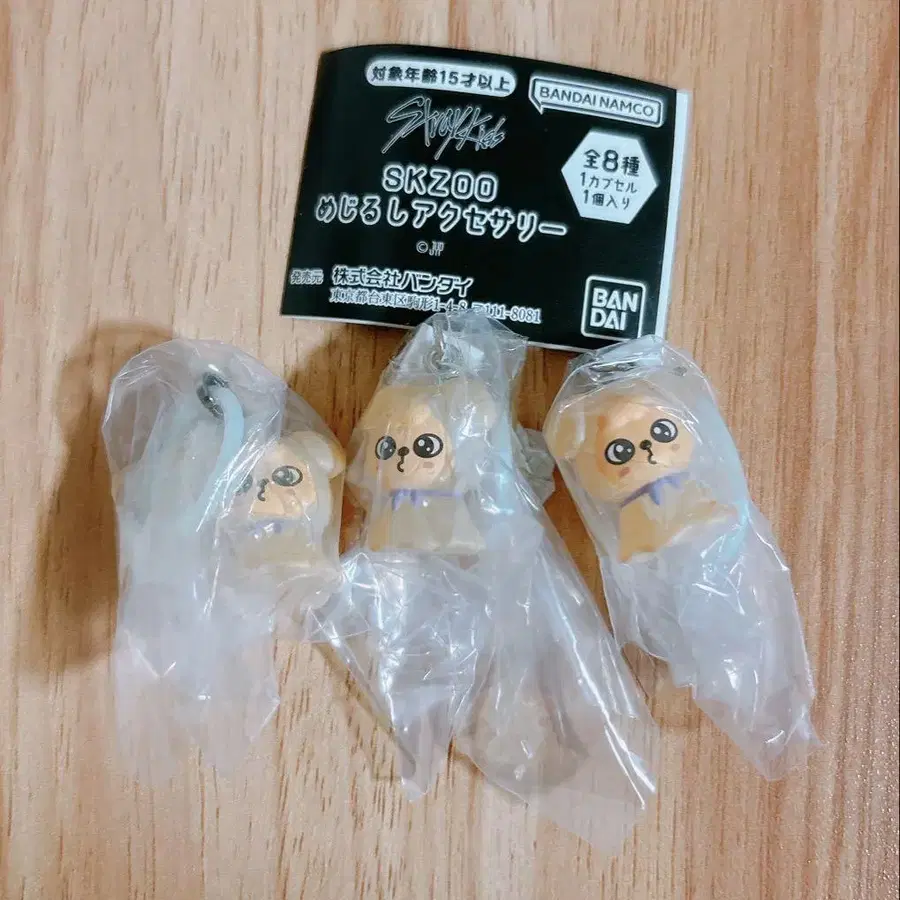 対象年齢15才以上
BANDAI NAMCO
Stray Kids
全8種
1カプセル
1個入り
SKZOO
めじるしアクセサリー
©JYP
発売元 株式会社バンダイ
東京都台東区駒形1-4-8 〒111-8081
BAN
DAI